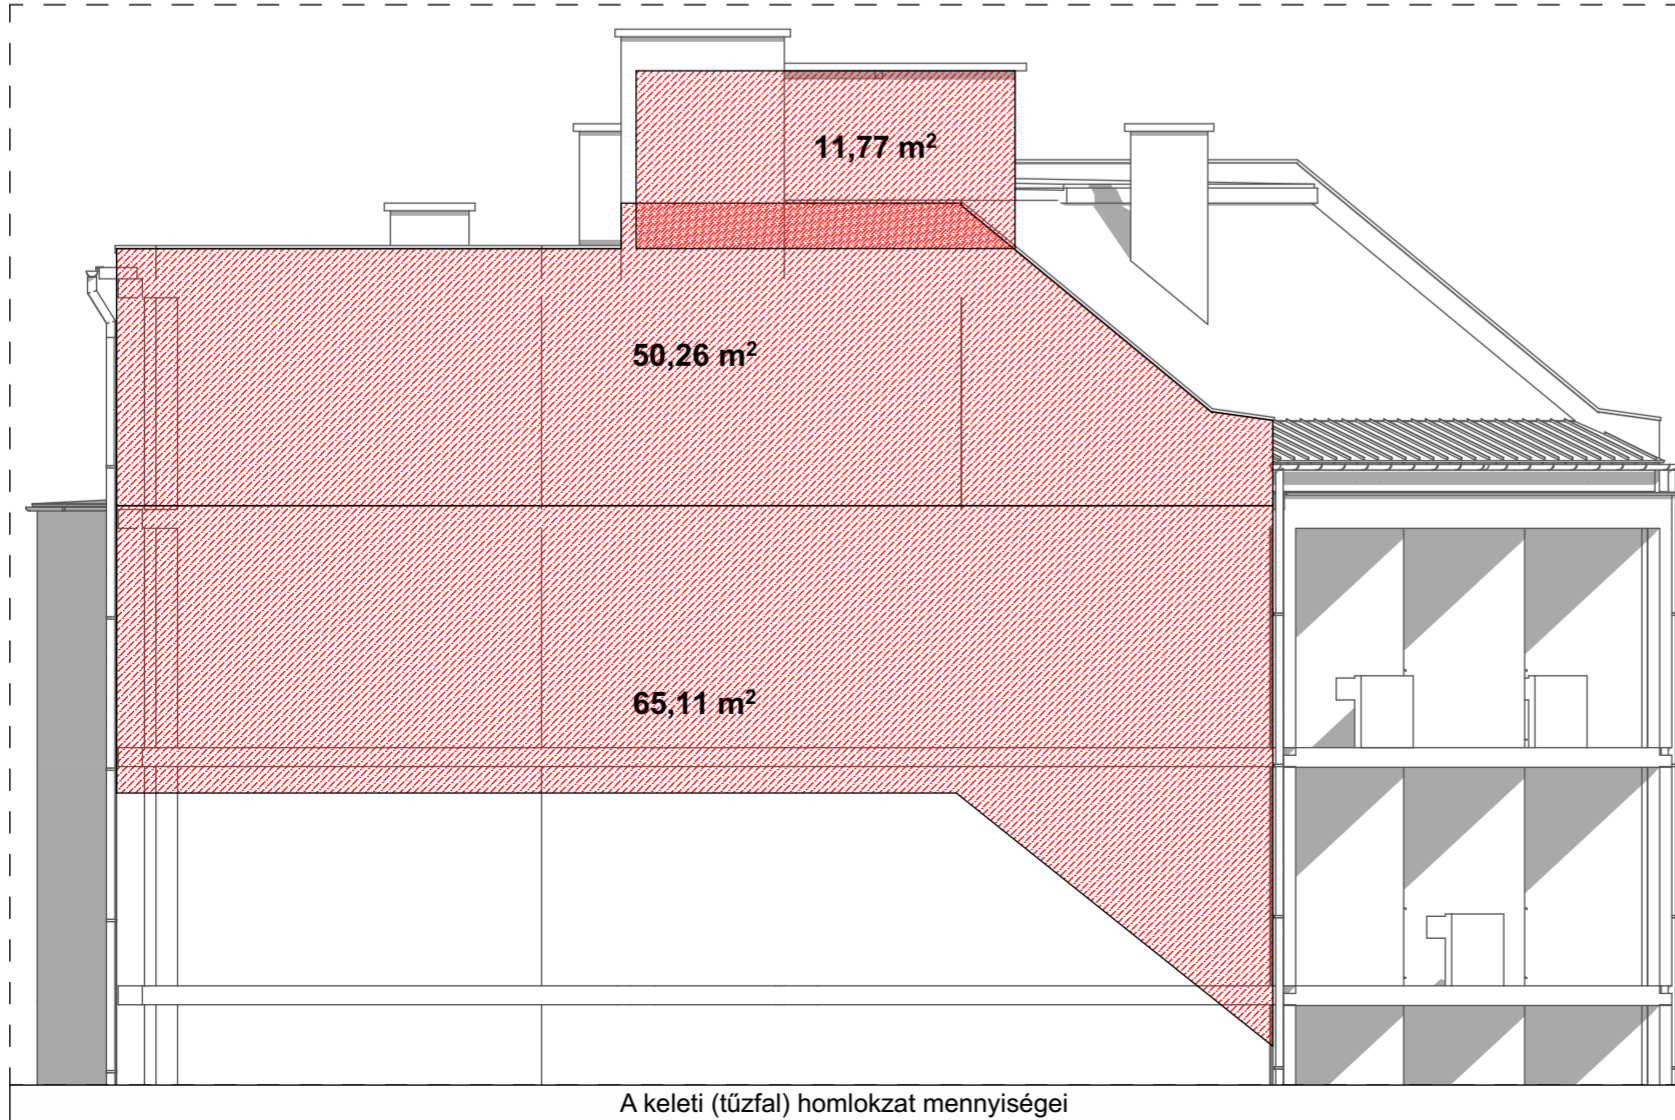 11,77 m²
50,26 m²
65,11 m²
A keleti (tűzfal) homlokzat mennyiségei